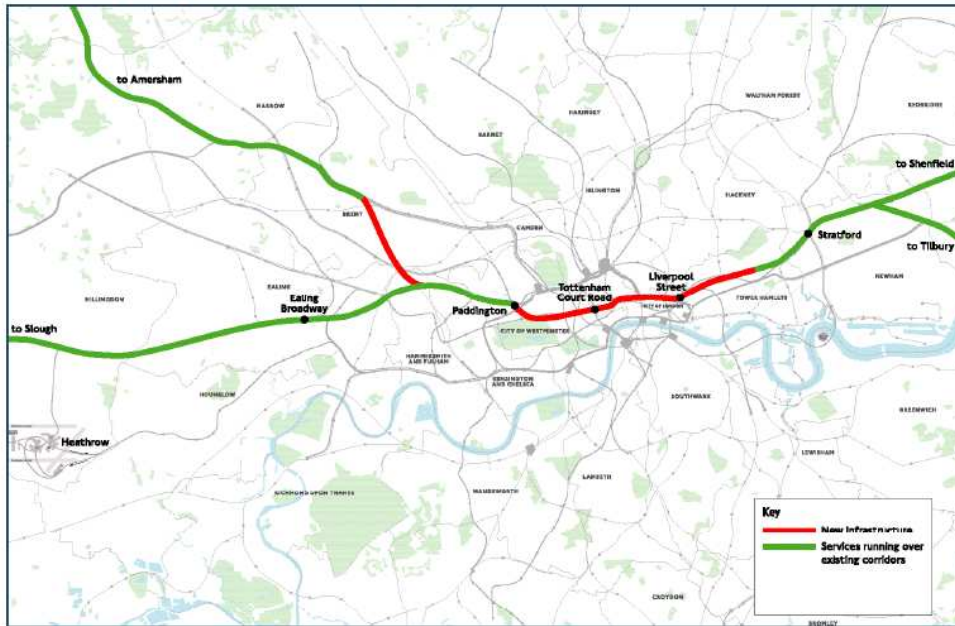 to Amersham
HARROW
BARNET
HARINGEY
WALTHAM FOREST
REDBRIDGE
to Shenfield
ISLINGTON
HACKNEY
BRENT
CAMDEN
Stratford
to Tilbury
NEWHAM
HILLINGDON
EALING
Ealing
Broadway
Paddington
Tottenham
Court Road
Liverpool
Street
TOWER HAMLETS
to Slough
CITY OF WESTMINSTER
HAMMERSMITH
AND FULHAM
KENSINGTON
AND CHELSEA
HOUNSLOW
SOUTHWARK
GREENWICH
Heathrow
LEWISHAM
LAMBETH
RICHMOND UPON THAMES
WANDSWORTH
Key
New infrastructure
Services running over
existing corridors
CROYDON
BROMLEY